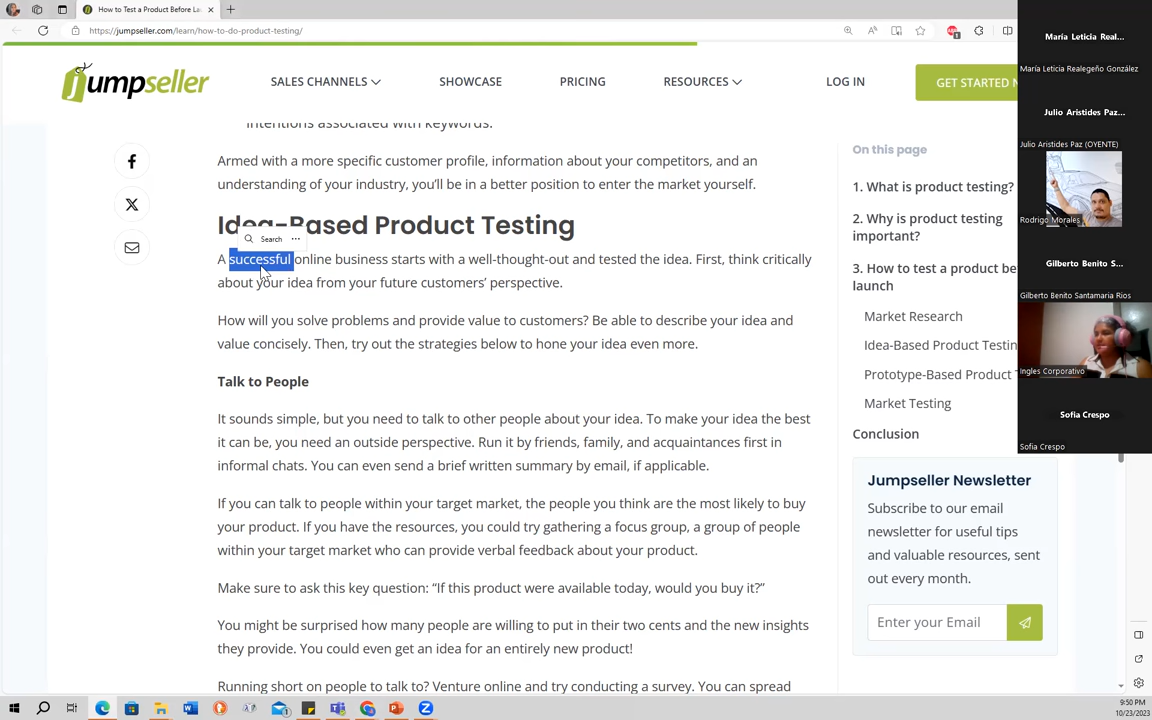 How to Test a Product Before La
https://jumpseller.com/learn/how-to-do-product-testing/
jumpseller
SALES CHANNELS
SHOWCASE
PRICING
RESOURCES
LOG IN
GET STARTED
intentions associated with keywords.
Armed with a more specific customer profile, information about your competitors, and an
understanding of your industry, you'll be in a better position to enter the market yourself.
Idea-Based Product Testing
Search
A successful online business starts with a well-thought-out and tested the idea. First, think critically
about your idea from your future customers' perspective.
How will you solve problems and provide value to customers? Be able to describe your idea and
value concisely. Then, try out the strategies below to hone your idea even more.
Talk to People
It sounds simple, but you need to talk to other people about your idea. To make your idea the best
it can be, you need an outside perspective. Run it by friends, family, and acquaintances first in
informal chats. You can even send a brief written summary by email, if applicable.
If you can talk to people within your target market, the people you think are the most likely to buy
your product. If you have the resources, you could try gathering a focus group, a group of people
within your target market who can provide verbal feedback about your product.
Make sure to ask this key question: "If this product were available today, would you buy it?"
You might be surprised how many people are willing to put in their two cents and the new insights
they provide. You could even get an idea for an entirely new product!
Running short on people to talk to? Venture online and try conducting a survey. You can spread
On this page
1. What is product testing?
2. Why is product testing
important?
3. How to test a product be
launch
Market Research
Idea-Based Product Testin
Prototype-Based Product
Market Testing
Conclusion
Jumpseller Newsletter
Subscribe to our email
newsletter for useful tips
and valuable resources, sent
out every month.
Enter your Email
María Leticia Real...
María Leticia Realegeño González
Julio Aristides Paz...
Julio Aristides Paz (OYENTE)
Rodrigo Morales
Gilberto Benito S...
Gilberto Benito Santamaria Rios
Ingles Corporativo
Sofia Crespo
Sofia Crespo
9:50 PM
10/23/2023